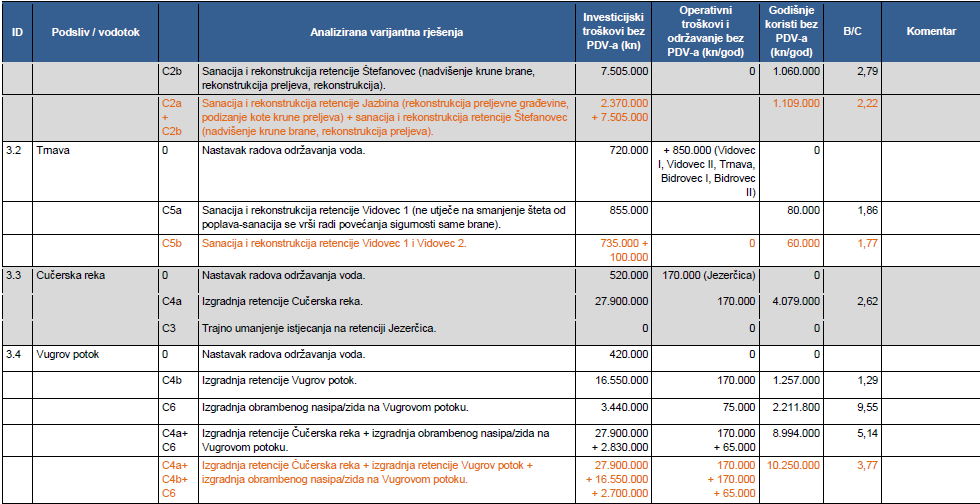 ID Podsliv / vodotok Analizirana varijantna rješenja Investicijski troškovi bez PDV-a (kn) Operativni troškovi i održavanje bez PDV-a (kn/god) Godišnje koristi bez PDV-a (kn/god) B/C Komentar
C2b Sanacija i rekonstrukcija retencije Štefanovec (nadvišenje krune brane, 7.505.000 0 1.060.000 2,79
rekonstrukcija preljeva, rekonstrukcija).
C2a Sanacija i rekonstrukcija retencije Jazbina (rekonstrukcija preljevne građevine, 2.370.000 1.109.000 2,22
+ podizanje kote krune preljeva) + sanacija i rekonstrukcija retencije Štefanovec + 7.505.000
C2b (nadvišenje krune brane, rekonstrukcija preljeva).
3.2 Trnava 0 Nastavak radova održavanja voda. 720.000 + 850.000 (Vidovec 0
I, Vidovec II, Trnava,
Bidrovec I, Bidrovec
II)
C5a Sanacija i rekonstrukcija retencije Vidovec 1 (ne utječe na smanjenje šteta od 855.000 80.000 1,86
poplava-sanacija se vrši radi povećanja sigurnosti same brane).
C5b Sanacija i rekonstrukcija retencije Vidovec 1 i Vidovec 2. 735.000 + 0 60.000 1,77
100.000
3.3 Čučerska reka 0 Nastavak radova održavanja voda. 520.000 170.000 (Jezerčica) 0
C4a Izgradnja retencije Čučerska reka. 27.900.000 170.000 4.079.000 2,62
C3 Trajno umanjenje istjecanja na retenciji Jezerčica. 0 0 0
3.4 Vugrov potok 0 Nastavak radova održavanja voda. 420.000 0 0
C4b Izgradnja retencije Vugrov potok. 16.550.000 170.000 1.257.000 1,29
C6 Izgradnja obrambenog nasipa/zida na Vugrovom potoku. 3.440.000 75.000 2.211.800 9,55
C4a+ Izgradnja retencije Čučerska reka + izgradnja obrambenog nasipa/zida na 27.900.000 170.000 8.994.000 5,14
C6 Vugrovom potoku. + 2.830.000 + 65.000
C4a+ Izgradnja retencije Čučerska reka + izgradnja retencije Vugrov potok + 27.900.000 170.000 10.250.000 3,77
C4b+ izgradnja obrambenog nasipa/zida na Vugrovom potoku. + 16.550.000 + 170.000
C6 + 2.700.000 + 65.000